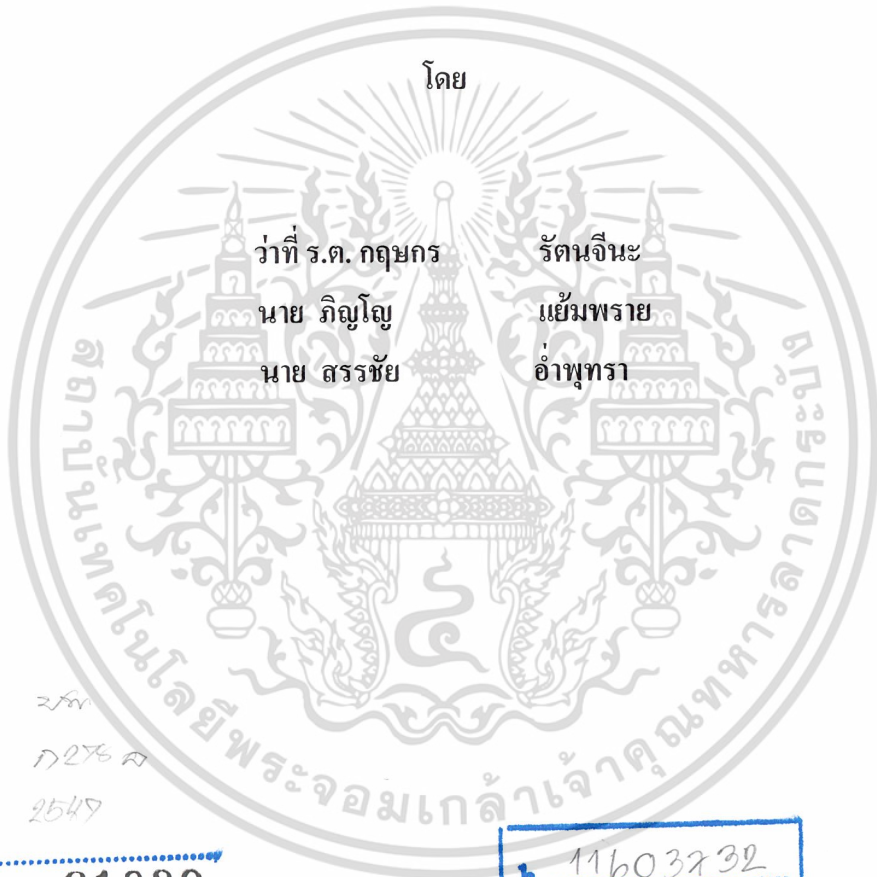 โดย
ว่าที่ ร.ต. กฤษกร รัตนจีนะ
นาย ภิญโญ แย้มพราย
นาย สรรชัย อ่ำพุทรา
สถาบันเทคโนโลยีพระจอมเกล้าเจ้าคุณทหารลาดกระบัง
๔
2547
11603732